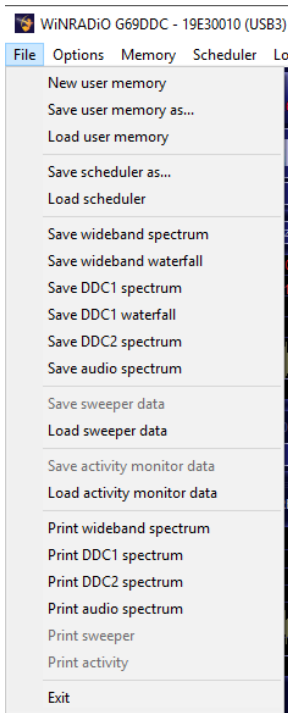 WiNRADiO G69DDC - 19E30010 (USB3)
File Options Memory Scheduler Lo
New user memory
Save user memory as...
Load user memory
Save scheduler as...
Load scheduler
Save wideband spectrum
Save wideband waterfall
Save DDC1 spectrum
Save DDC1 waterfall
Save DDC2 spectrum
Save audio spectrum
Save sweeper data
Load sweeper data
Save activity monitor data
Load activity monitor data
Print wideband spectrum
Print DDC1 spectrum
Print DDC2 spectrum
Print audio spectrum
Print sweeper
Print activity
Exit